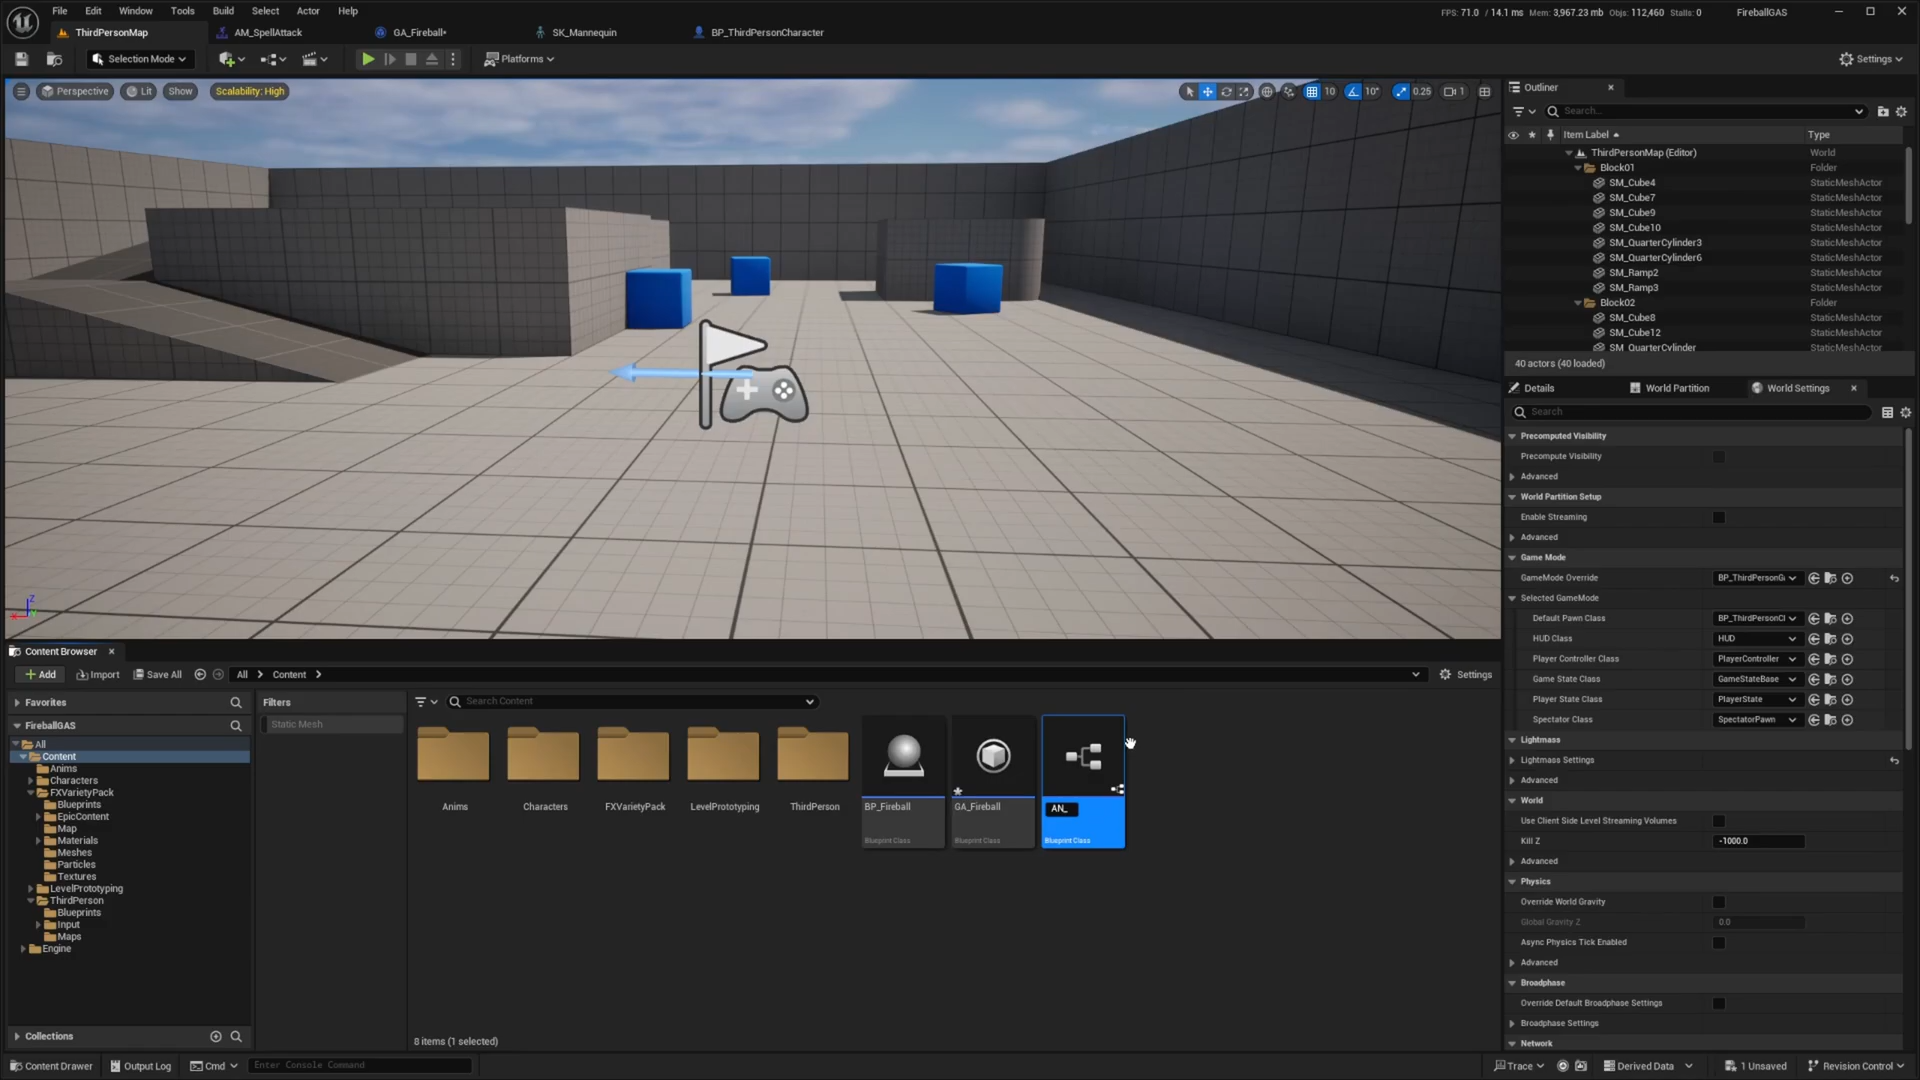 File Edit Window Tools Build Select Actor Help
FPS: 71.0 / 14.1 ms Mem: 3,967.23 mb Objs: 112,460 Stalls: 0 FireballGAS
ThirdPersonMap AM_SpellAttack GA_Fireball* SK_Mannequin BP_ThirdPersonCharacter
Selection Mode Platforms Settings
Perspective Lit Show Scalability: High 10 10° 0.25 1
Outliner
Search...
Item Label Type
ThirdPersonMap (Editor) World
Block01 Folder
SM_Cube4 StaticMeshActor
SM_Cube7 StaticMeshActor
SM_Cube9 StaticMeshActor
SM_Cube10 StaticMeshActor
SM_QuarterCylinder3 StaticMeshActor
SM_QuarterCylinder6 StaticMeshActor
SM_Ramp2 StaticMeshActor
SM_Ramp3 StaticMeshActor
Block02 Folder
SM_Cube8 StaticMeshActor
SM_Cube12 StaticMeshActor
SM_QuarterCylinder StaticMeshActor
40 actors (40 loaded)
Details World Partition World Settings
Search
Precomputed Visibility
Precompute Visibility
Advanced
World Partition Setup
Enable Streaming
Advanced
Game Mode
GameMode Override BP_ThirdPersonG
Selected GameMode
Default Pawn Class BP_ThirdPersonCl
HUD Class HUD
Player Controller Class PlayerController
Game State Class GameStateBase
Player State Class PlayerState
Spectator Class SpectatorPawn
Lightmass
Lightmass Settings
Advanced
World
Use Client Side Level Streaming Volumes
Kill Z -1000.0
Advanced
Physics
Override World Gravity
Global Gravity Z 0.0
Async Physics Tick Enabled
Advanced
Broadphase
Override Default Broadphase Settings
Broadphase Settings
Network
Z
X
Content Browser
Add Import Save All All Content Settings
Favorites
FireballGAS
All
Content
Anims
Characters
FXVarietyPack
Blueprints
EpicContent
Map
Materials
Meshes
Particles
Textures
LevelPrototyping
ThirdPerson
Blueprints
Input
Maps
Engine
Collections
Filters
Static Mesh
Search Content
Anims Characters FXVarietyPack LevelPrototyping ThirdPerson BP_Fireball GA_Fireball AN_
Blueprint Class Blueprint Class Blueprint Class
8 items (1 selected)
Content Drawer Output Log Cmd Enter Console Command Trace Derived Data 1 Unsaved Revision Control